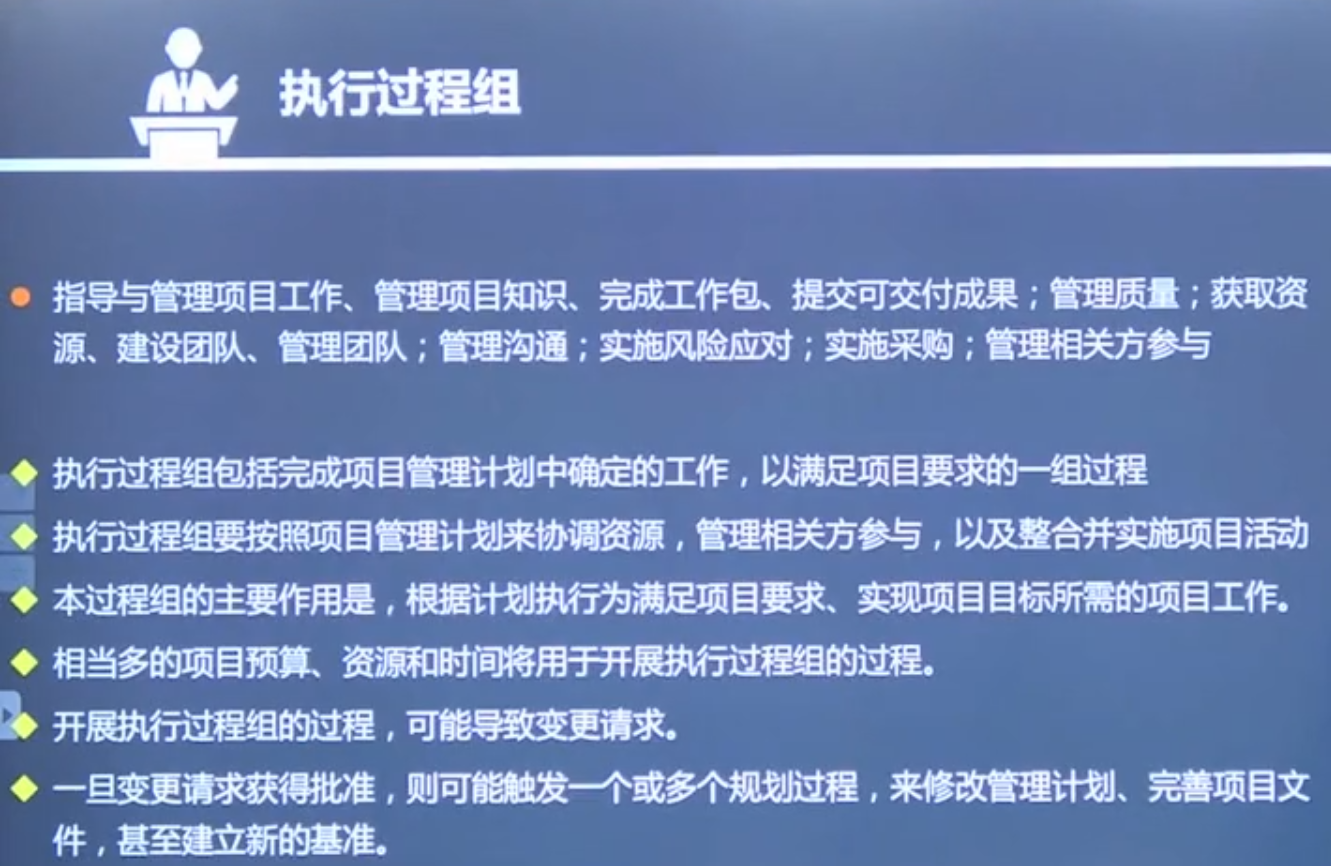 执行过程组
指导与管理项目工作、管理项目知识、完成工作包、提交可交付成果；管理质量；获取资
源、建设团队、管理团队；管理沟通；实施风险应对；实施采购；管理相关方参与
执行过程组包括完成项目管理计划中确定的工作，以满足项目要求的一组过程
执行过程组要按照项目管理计划来协调资源，管理相关方参与，以及整合并实施项目活动
本过程组的主要作用是，根据计划执行为满足项目要求、实现项目目标所需的项目工作。
相当多的项目预算、资源和时间将用于开展执行过程组的过程。
开展执行过程组的过程，可能导致变更请求。
一旦变更请求获得批准，则可能触发一个或多个规划过程，来修改管理计划、完善项目文
件，甚至建立新的基准。